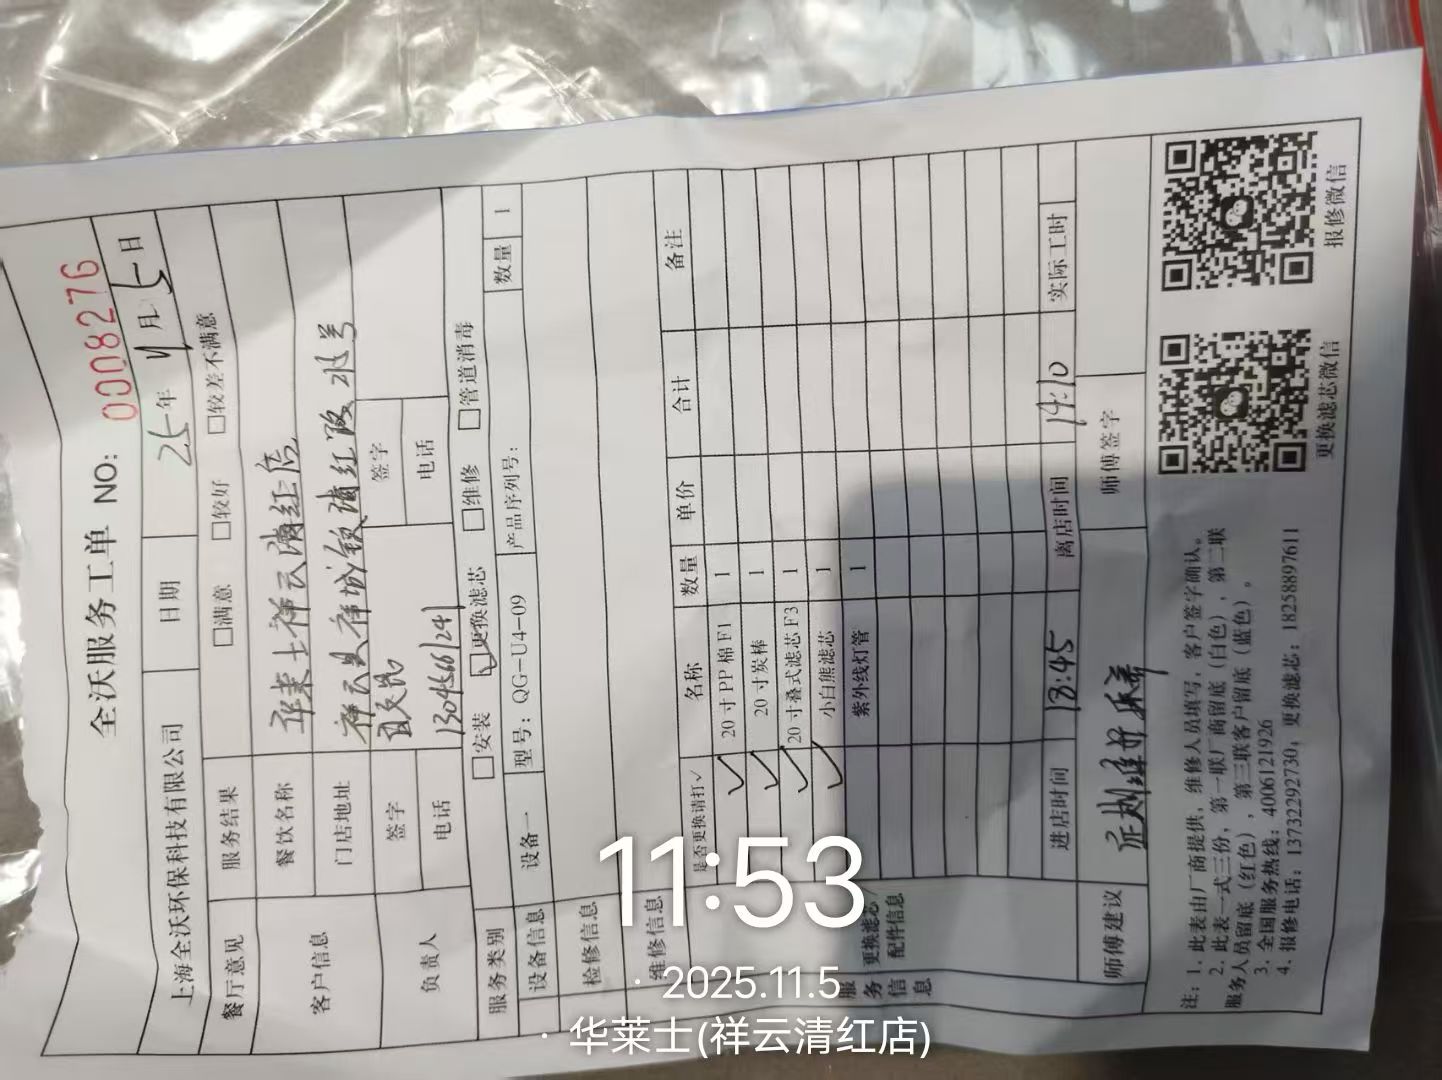 全沃服务工单 NO: 0008276
上海全沃环保科技有限公司 日期 25年 11月5日
餐厅意见 服务结果 □满意 □较好 □较差不满意
客户信息 餐饮名称 华莱士祥云清红店
门店地址 祥云县祥城镇清红路
负责人 签字 签字
电话 电话
服务类别 □安装 ☑更换滤芯 □维修 □管道消毒
设备信息 设备一 型号：QG-U4-09 产品序列号： 数量 1
检修信息
维修信息
服务信息 更换滤芯/配件信息
是否更换请打√ 名称 数量 单价 合计 备注
√ 20寸PP棉F1 1
√ 20寸炭棒 1
√ 20寸叠式滤芯F3 1
√ 小白熊滤芯 1
紫外线灯管 1
进店时间 13:45 离店时间 14:10 实际工时
师傅建议 师傅签字
注：1. 此表由厂商提供，维修人员填写，客户签字确认。
2. 此表一式三份，第一联厂商留底（白色），第二联
服务人员留底（红色），第三联客户留底（蓝色）。
3. 全国服务热线：4006121926
4. 报修电话：13732292730；更换滤芯：18258897611
更换滤芯微信
报修微信
11:53
· 2025.11.5
· 华莱士(祥云清红店)